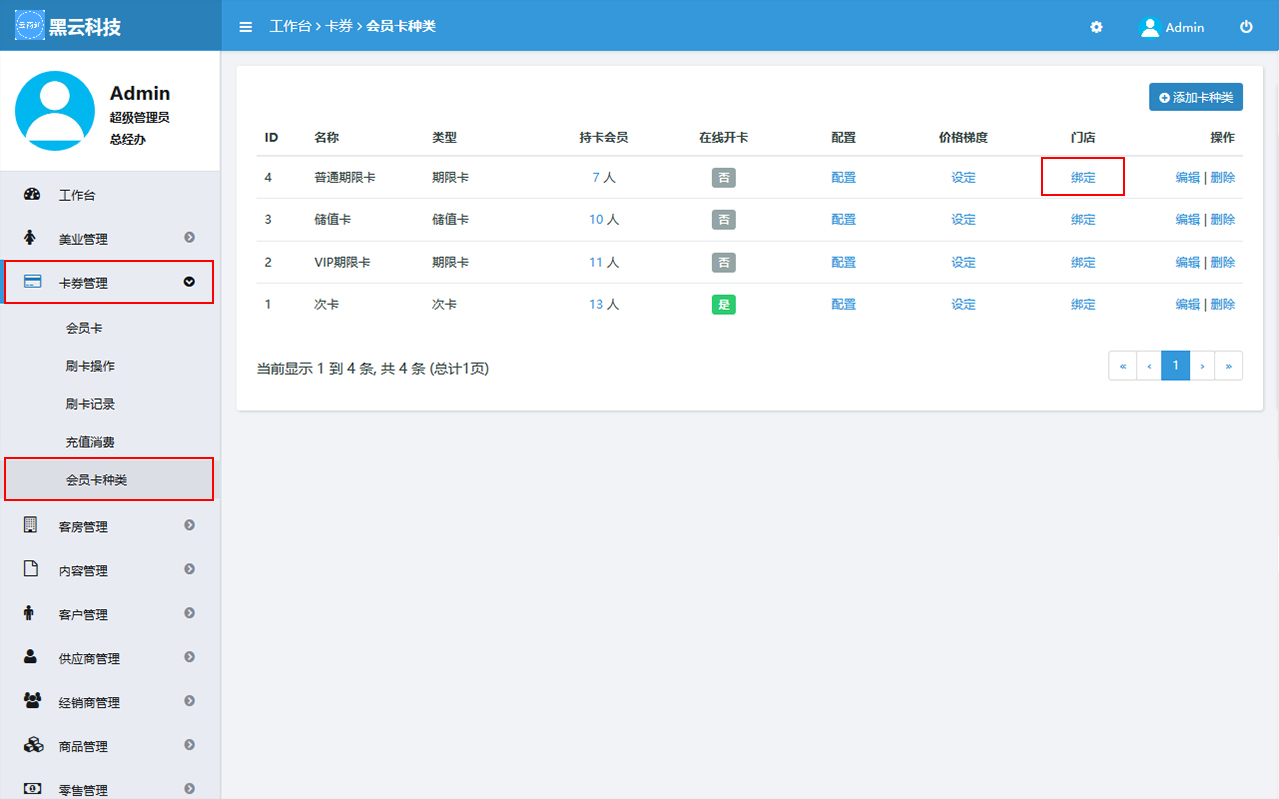 黑云科技
工作台 › 卡券 › 会员卡种类
Admin
Admin
超级管理员
总经办
工作台
美业管理
卡券管理
会员卡
刷卡操作
刷卡记录
充值消费
会员卡种类
客房管理
内容管理
客户管理
供应商管理
经销商管理
商品管理
零售管理
添加卡种类
ID 名称 类型 持卡会员 在线开卡 配置 价格梯度 门店 操作
4 普通期限卡 期限卡 7 人 否 配置 设定 绑定 编辑 | 删除
3 储值卡 储值卡 10 人 否 配置 设定 绑定 编辑 | 删除
2 VIP期限卡 期限卡 11 人 否 配置 设定 绑定 编辑 | 删除
1 次卡 次卡 13 人 是 配置 设定 绑定 编辑 | 删除
当前显示 1 到 4 条, 共 4 条 (总计1页)
« ‹ 1 › »